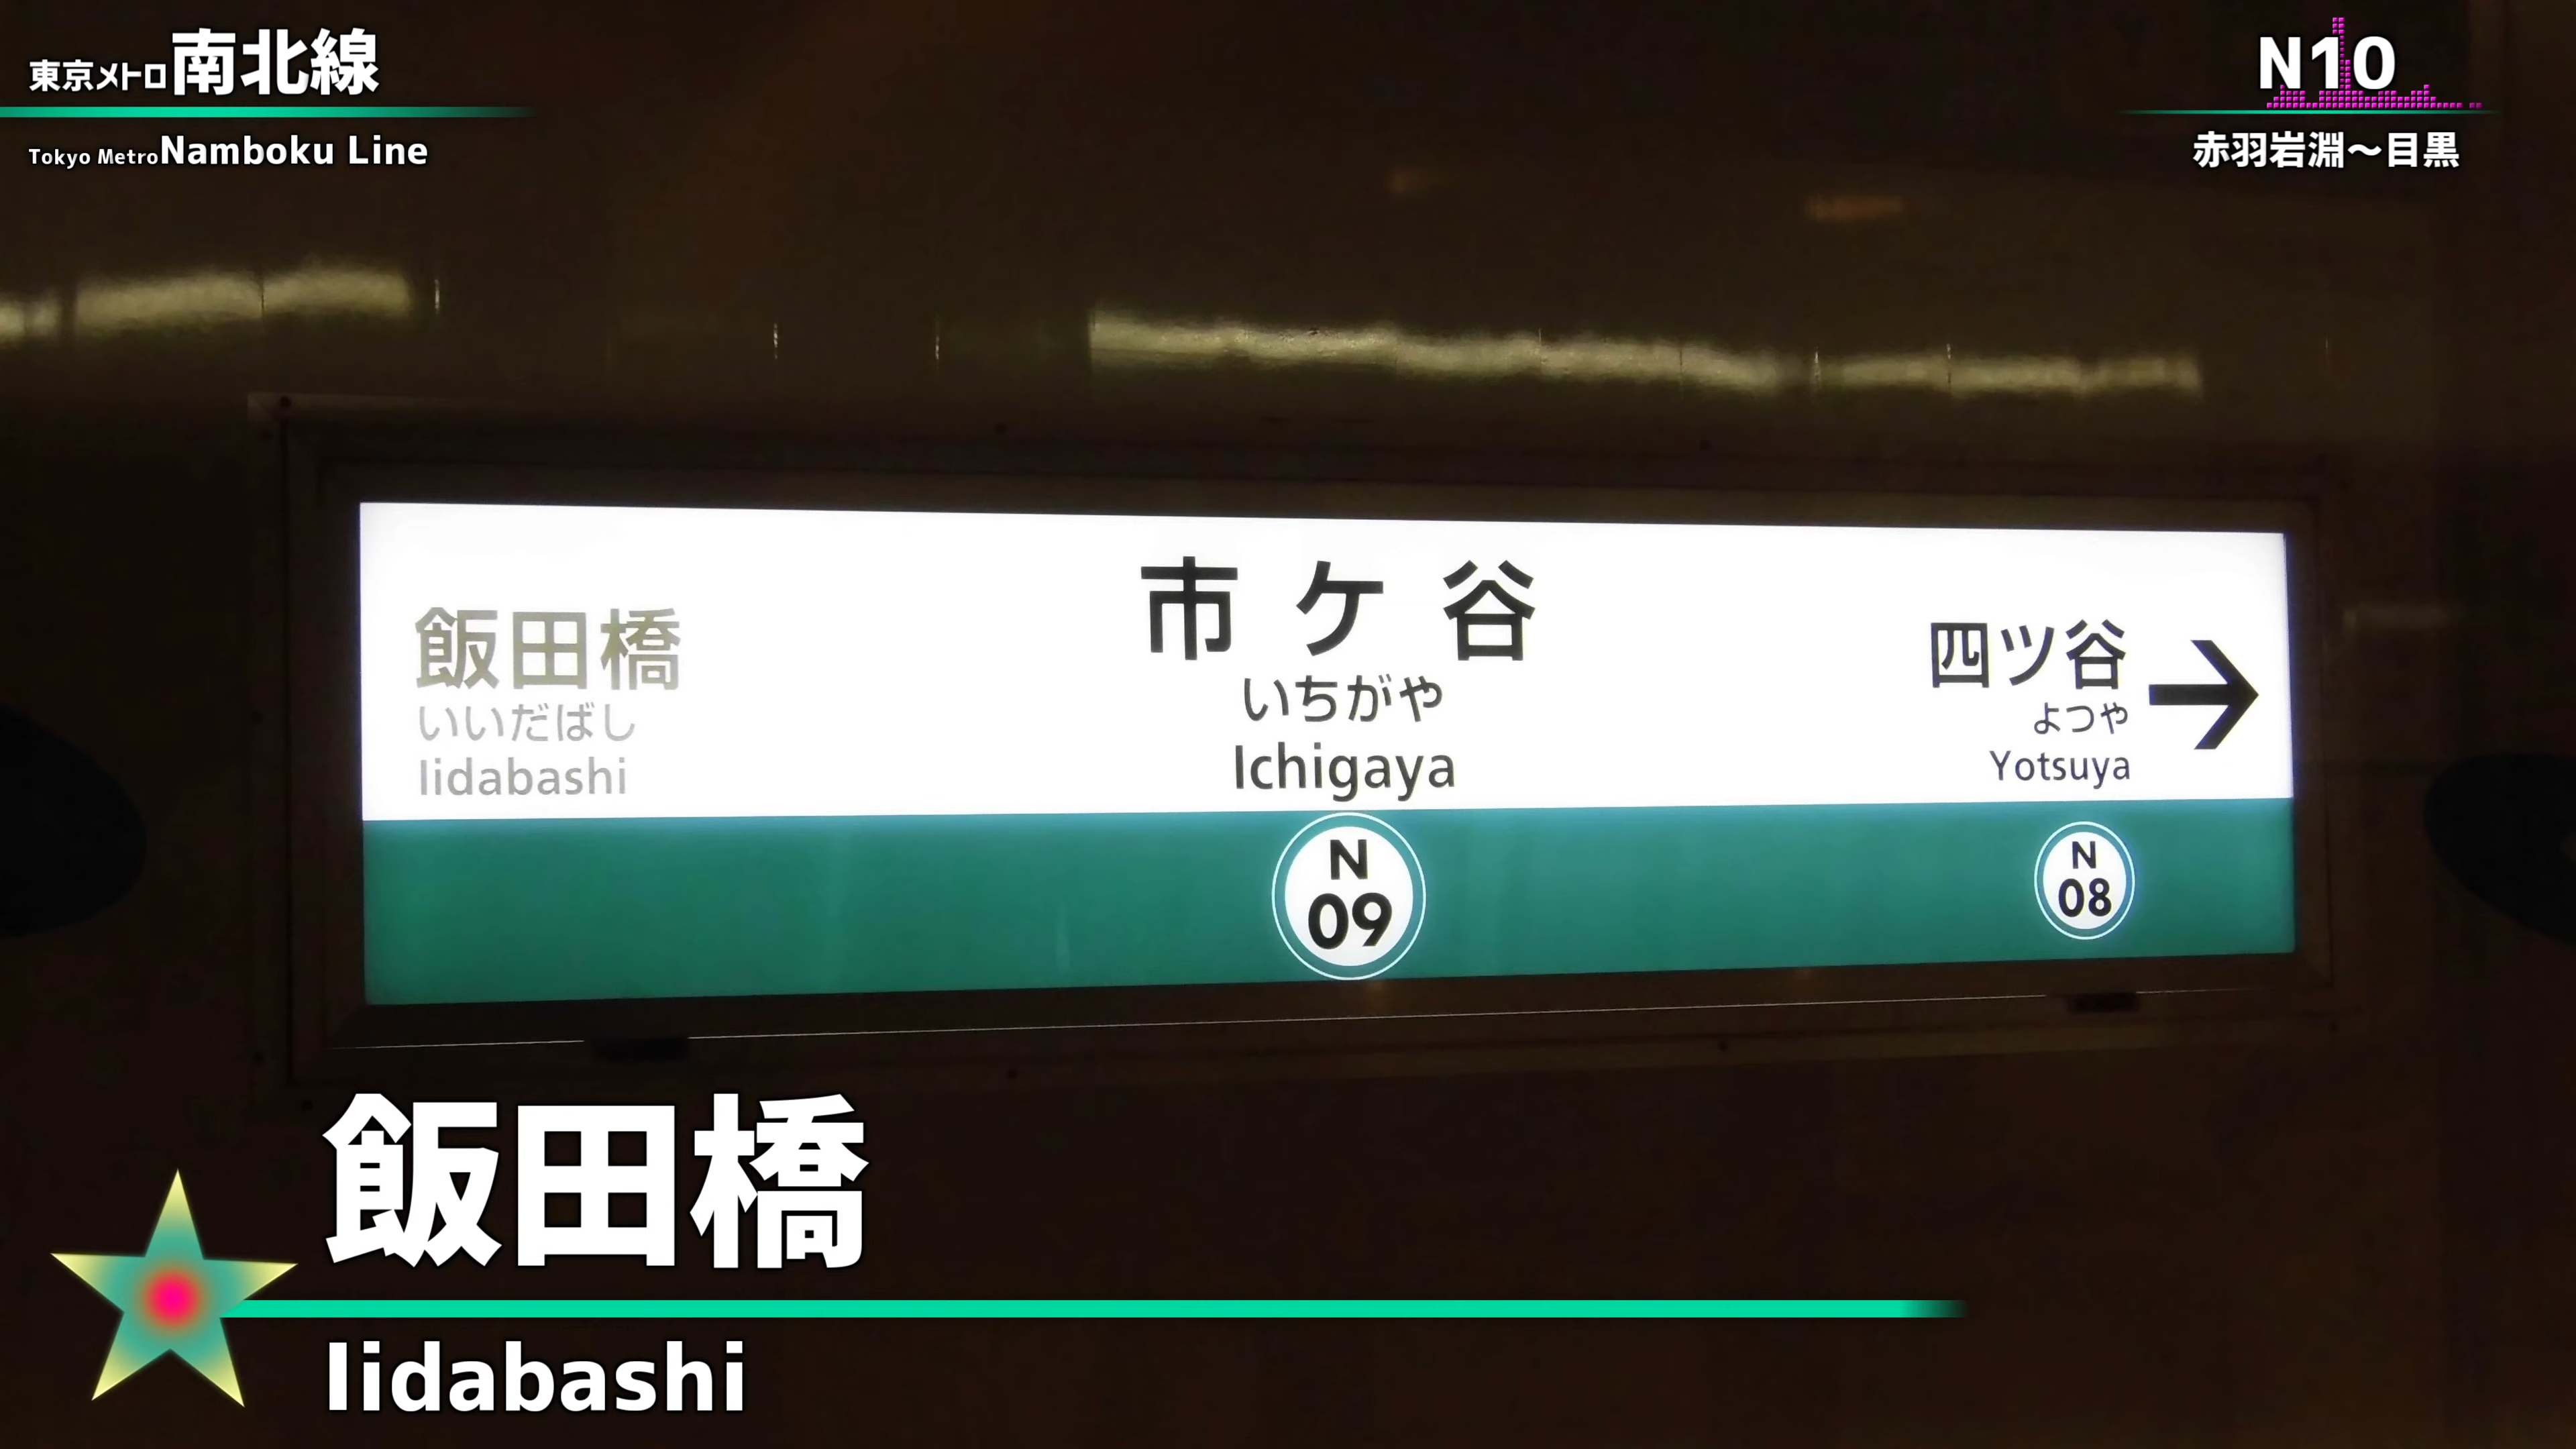 東京メトロ南北線
Tokyo Metro Namboku Line
N10
赤羽岩淵～目黒
飯田橋
いいだばし
Iidabashi
市ケ谷
いちがや
Ichigaya
四ツ谷
よつや
Yotsuya
N
09
N
08
飯田橋
Iidabashi